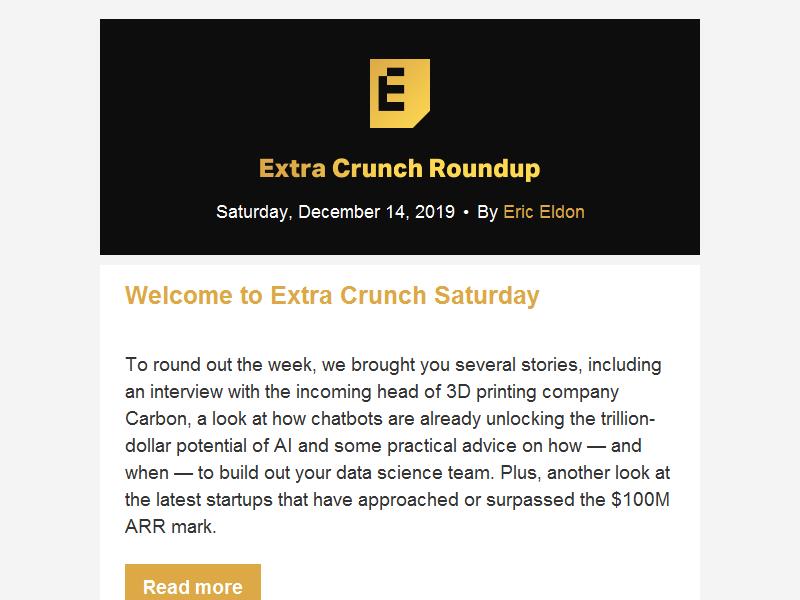 E
Extra Crunch Roundup
Saturday, December 14, 2019 • By Eric Eldon
Welcome to Extra Crunch Saturday
To round out the week, we brought you several stories, including
an interview with the incoming head of 3D printing company
Carbon, a look at how chatbots are already unlocking the trillion-
dollar potential of AI and some practical advice on how — and
when — to build out your data science team. Plus, another look at
the latest startups that have approached or surpassed the $100M
ARR mark.
Read more